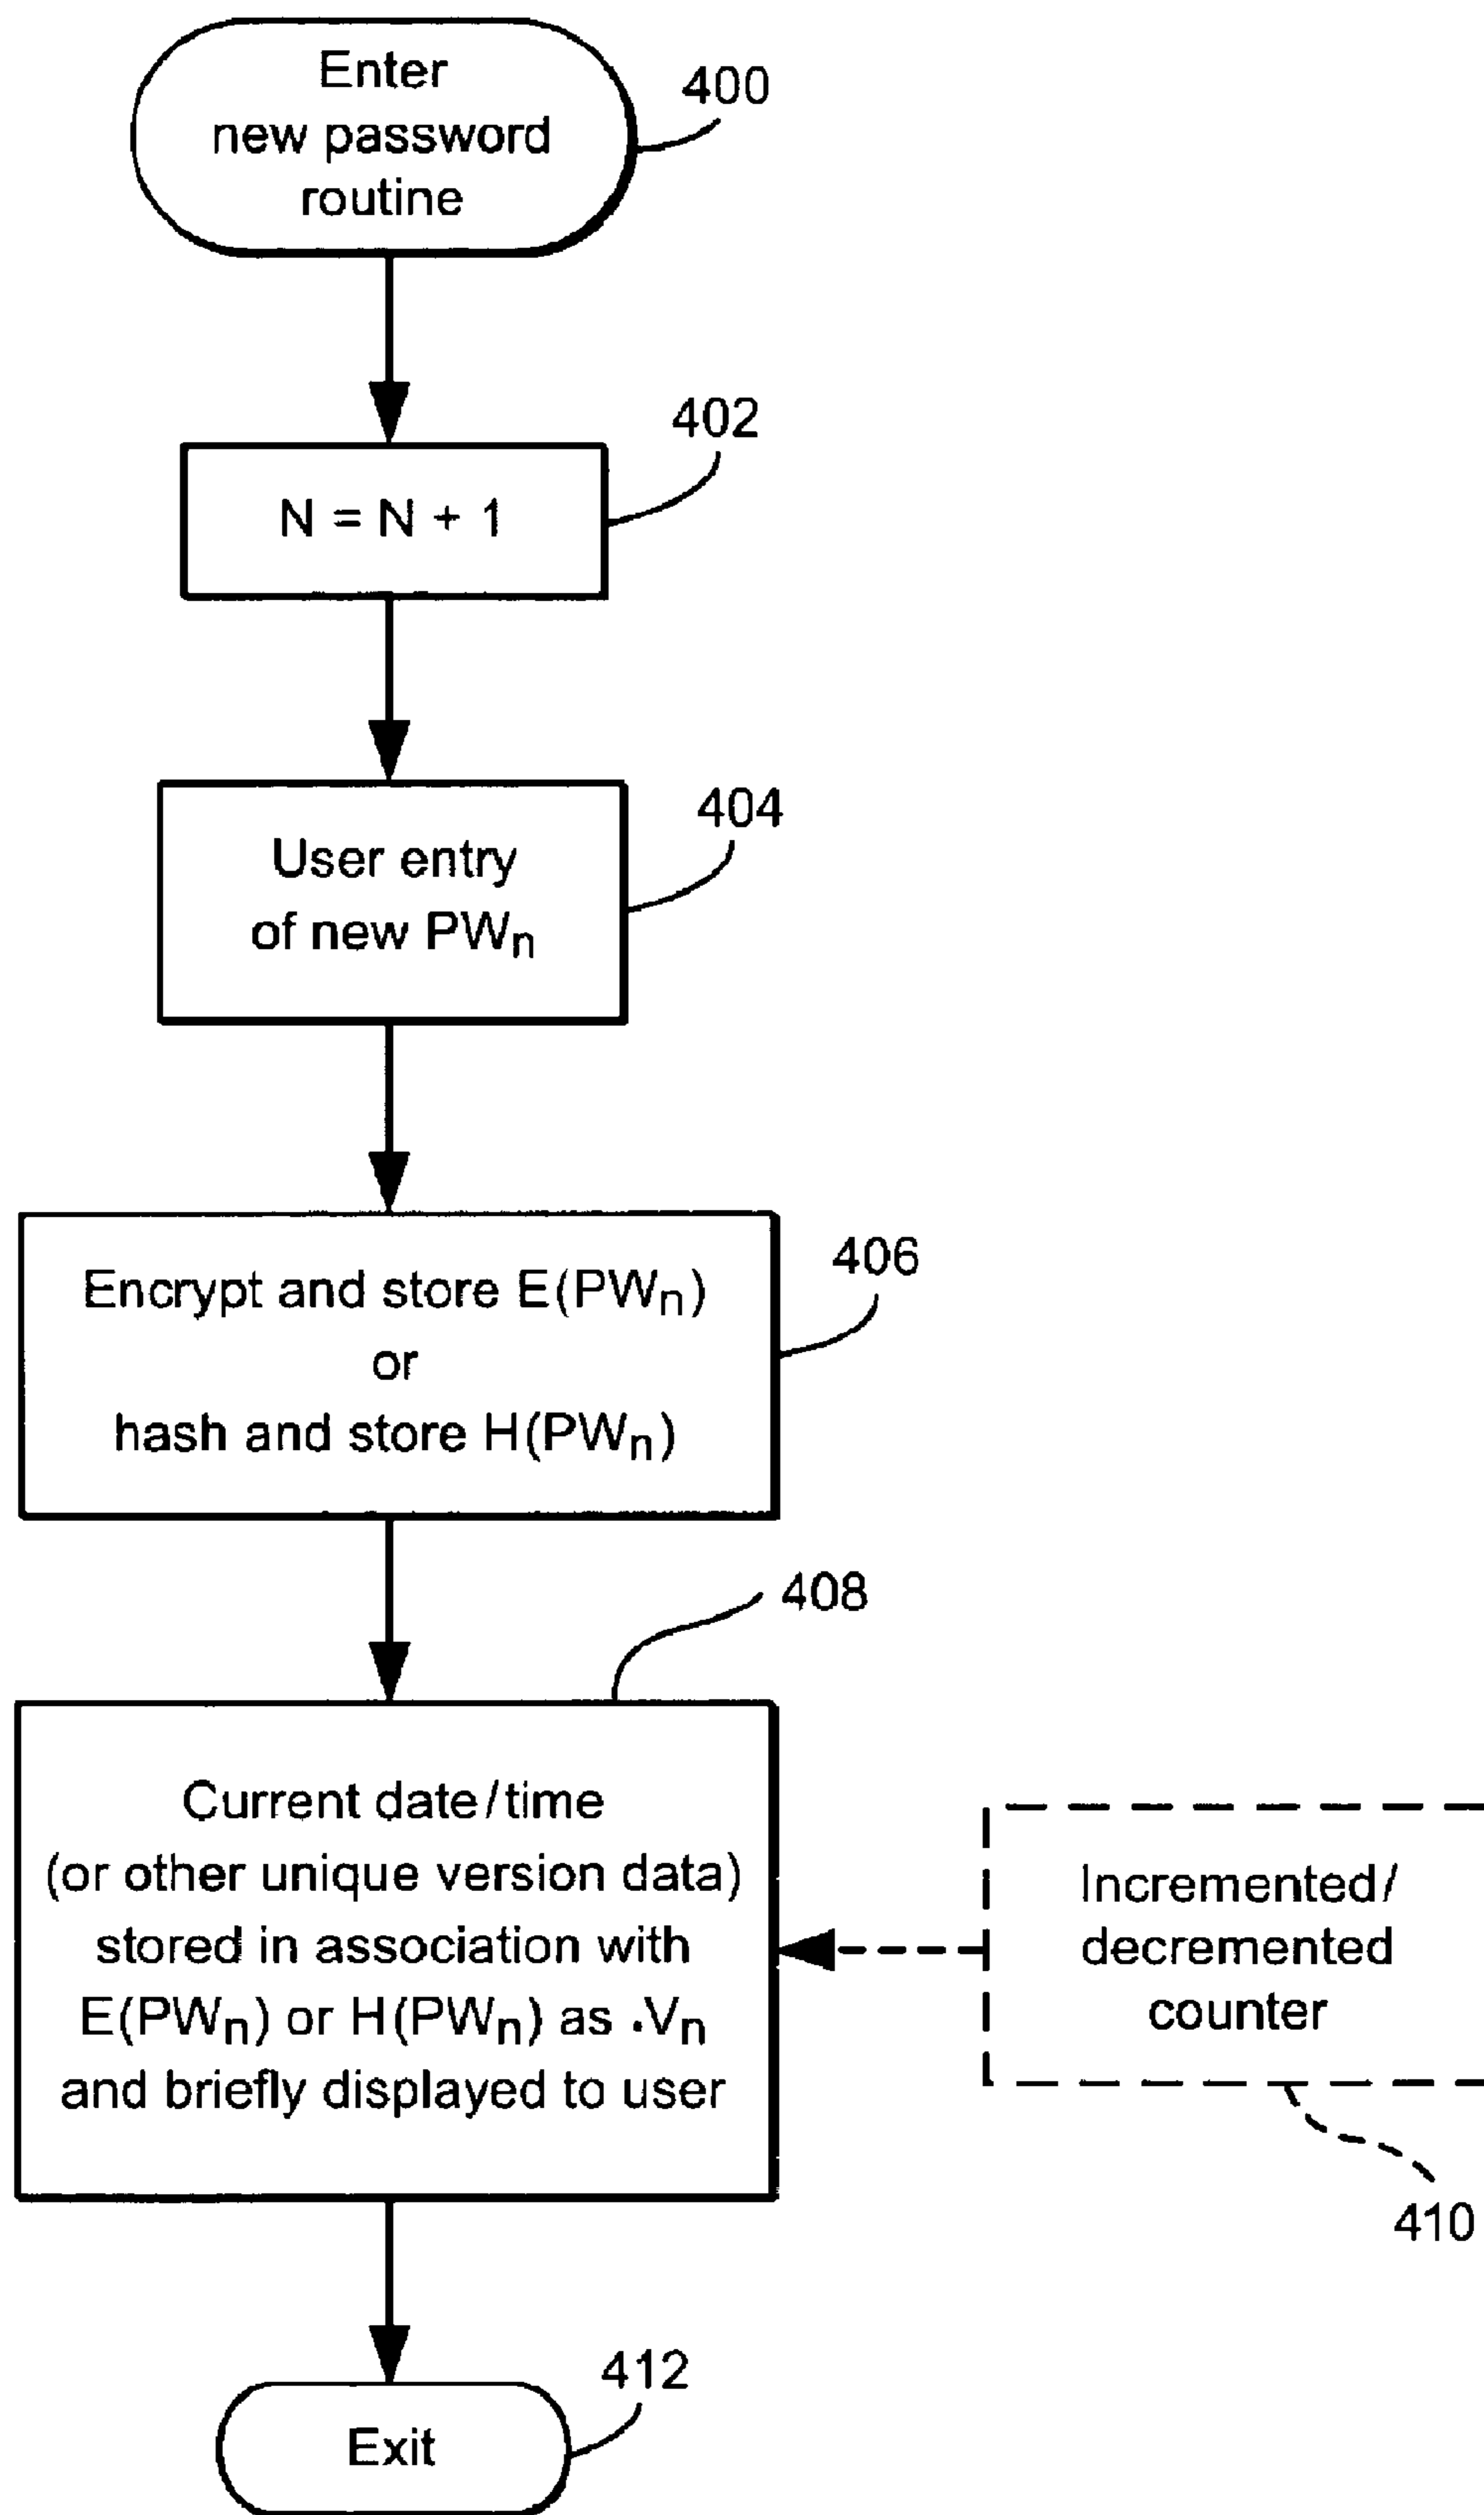 Enter
new password
routine
400
402
N = N + 1
404
User entry
of new PWn
406
Encrypt and store E(PWn)
or
hash and store H(PWn)
408
Current date/time
(or other unique version data)
stored in association with
E(PWn) or H(PWn) as .Vn
and briefly displayed to user
Incremented/
decremented
counter
410
412
Exit